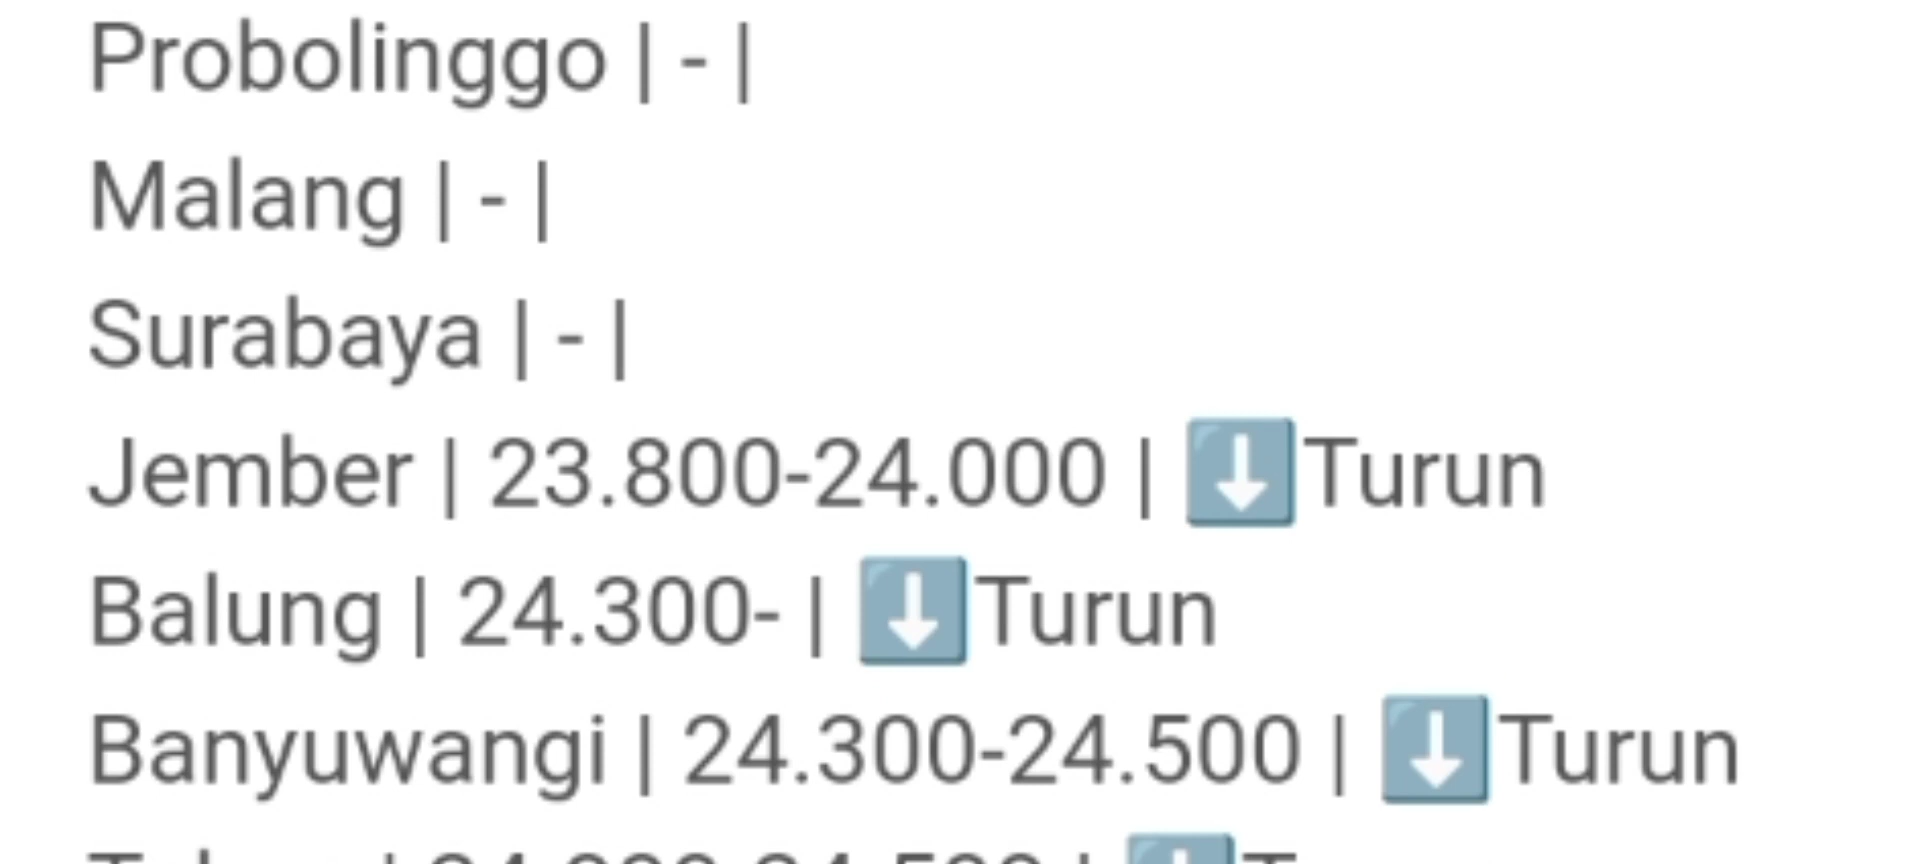 Probolinggo | - |
Malang | - |
Surabaya | - |
Jember | 23.800-24.000 | ⬇️Turun
Balung | 24.300- | ⬇️Turun
Banyuwangi | 24.300-24.500 | ⬇️Turun